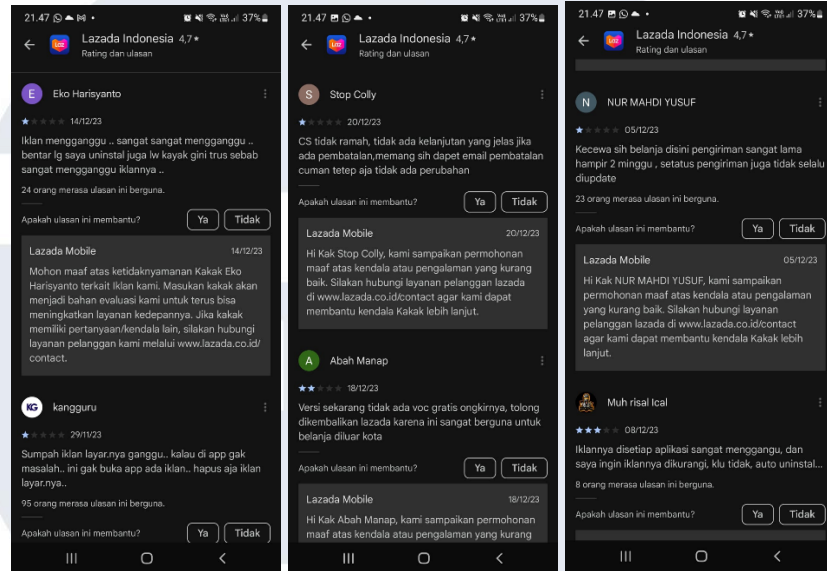 21.47 37%
Lazada Indonesia 4,7★
Rating dan ulasan
E Eko Harisyanto
14/12/23
Iklan mengganggu .. sangat sangat mengganggu ..
bentar lg saya uninstal juga lw kayak gini trus sebab
sangat mengganggu iklannya ..
24 orang merasa ulasan ini berguna.
Apakah ulasan ini membantu? Ya Tidak
Lazada Mobile 14/12/23
Mohon maaf atas ketidaknyamanan Kakak Eko
Harisyanto terkait Iklan kami. Masukan kakak akan
menjadi bahan evaluasi kami untuk terus bisa
meningkatkan layanan kedepannya. Jika kakak
memiliki pertanyaan/kendala lain, silakan hubungi
layanan pelanggan kami melalui www.lazada.co.id/
contact.
KG kangguru
29/11/23
Sumpah iklan layar.nya ganggu.. kalau di app gak
masalah.. ini gak buka app ada iklan.. hapus aja iklan
layar.nya..
95 orang merasa ulasan ini berguna.
Apakah ulasan ini membantu? Ya Tidak
21.47 37%
Lazada Indonesia 4,7★
Rating dan ulasan
S Stop Colly
20/12/23
CS tidak ramah, tidak ada kelanjutan yang jelas jika
ada pembatalan,memang sih dapet email pembatalan
cuman tetep aja tidak ada perubahan
Apakah ulasan ini membantu? Ya Tidak
Lazada Mobile 20/12/23
Hi Kak Stop Colly, kami sampaikan permohonan
maaf atas kendala atau pengalaman yang kurang
baik. Silakan hubungi layanan pelanggan lazada
di www.lazada.co.id/contact agar kami dapat
membantu kendala Kakak lebih lanjut.
A Abah Manap
18/12/23
Versi sekarang tidak ada voc gratis ongkirnya, tolong
dikembalikan lazada karena ini sangat berguna untuk
belanja diluar kota
Apakah ulasan ini membantu? Ya Tidak
Lazada Mobile 18/12/23
Hi Kak Abah Manap, kami sampaikan permohonan
maaf atas kendala atau pengalaman yang kurang
21.47 37%
Lazada Indonesia 4,7★
Rating dan ulasan
N NUR MAHDI YUSUF
05/12/23
Kecewa sih belanja disini pengiriman sangat lama
hampir 2 minggu , setatus pengiriman juga tidak selalu
diupdate
23 orang merasa ulasan ini berguna.
Apakah ulasan ini membantu? Ya Tidak
Lazada Mobile 05/12/23
Hi Kak NUR MAHDI YUSUF, kami sampaikan
permohonan maaf atas kendala atau pengalaman
yang kurang baik. Silakan hubungi layanan
pelanggan lazada di www.lazada.co.id/contact
agar kami dapat membantu kendala Kakak lebih
lanjut.
Muh risal Ical
08/12/23
Iklannya disetiap aplikasi sangat menggangu, dan
saya ingin iklannya dikurangi, klu tidak, auto uninstal...
8 orang merasa ulasan ini berguna.
Apakah ulasan ini membantu? Ya Tidak